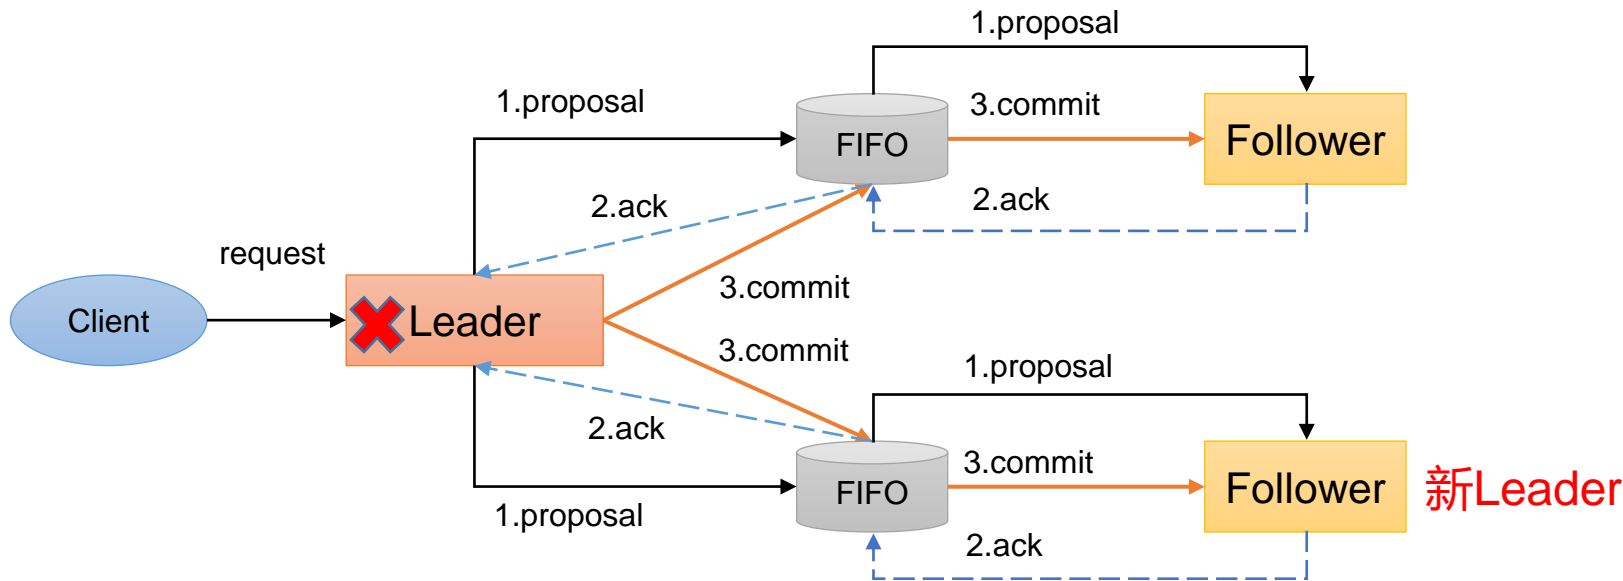 1.proposal
1.proposal
3.commit
FIFO
Follower
2.ack
2.ack
request
3.commit
Client
Leader
3.commit
1.proposal
2.ack
3.commit
FIFO
Follower
新Leader
1.proposal
2.ack